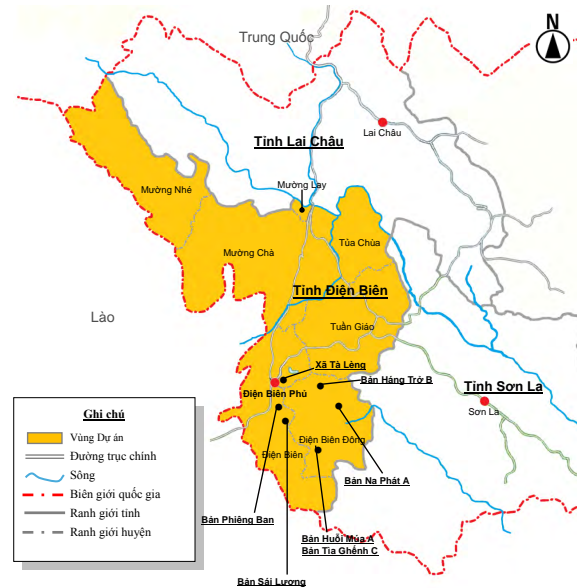 Trung Quốc
N
Lai Châu
Tỉnh Lai Châu
Mường Lay
Mường Nhé
Tủa Chùa
Mường Chà
Tỉnh Điện Biên
Lào
Tuần Giáo
Xã Tà Lèng
Bản Háng Trở B
Tỉnh Sơn La
Điện Biên Phủ
Sơn La
Điện Biên
Điện Biên Đông
Bản Na Phát A
Bản Phiêng Ban
Bản Huổi Múa A
Bản Tìa Ghếnh C
Bản Sái Lương
Ghi chú
Vùng Dự án
Đường trục chính
Sông
Biên giới quốc gia
Ranh giới tỉnh
Ranh giới huyện